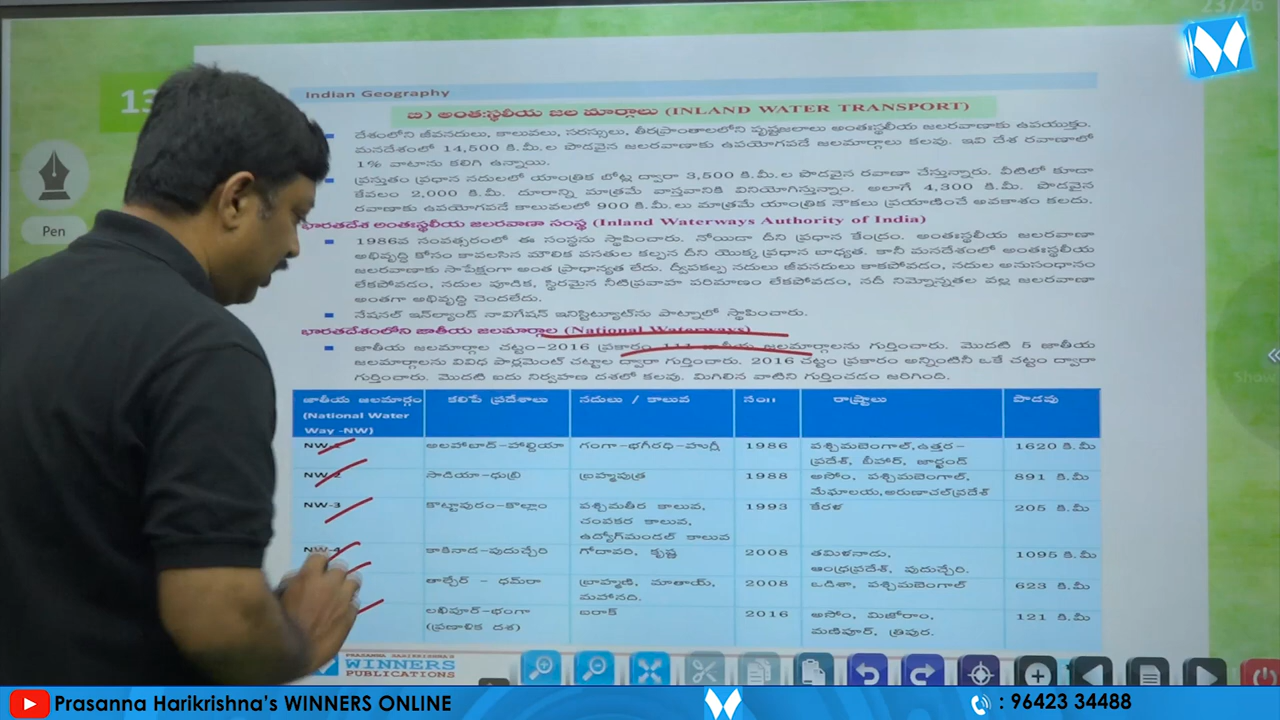 23/26
13
Indian Geography
ఐ) అంతఃస్థలీయ జల మార్గాలు (INLAND WATER TRANSPORT)
దేశంలోని జీవనదులు, కాలువలు, సరస్సులు, తీరప్రాంతాలలోని పృష్టజలాలు అంతఃస్థలీయ జలరవాణాకు ఉపయుక్తం.
మనదేశంలో 14,500 కి.మీ.ల పొడవైన జలరవాణాకు ఉపయోగపడే జలమార్గాలు కలవు. ఇవి దేశ రవాణాలో
1% వాటాను కలిగి ఉన్నాయి.
ప్రస్తుతం ప్రధాన నదులలో యాంత్రిక బోట్ల ద్వారా 3,500 కి.మీ.ల పొడవైన రవాణా చేస్తున్నారు. వీటిలో కూడా
కేవలం 2,000 కి.మీ. దూరాన్ని మాత్రమే వాస్తవానికి వినియోగిస్తున్నాం. అలాగే 4,300 కి.మీ. పొడవైన
రవాణాకు ఉపయోగపడే కాలువలలో 900 కి.మీ.లు మాత్రమే యాంత్రిక నౌకలు ప్రయాణించే అవకాశం కలదు.
Pen
భారతదేశ అంతఃస్థలీయ జలరవాణా సంస్థ (Inland Waterways Authority of India)
1986వ సంవత్సరంలో ఈ సంస్థను స్థాపించారు. నోయిడా దీని ప్రధాన కేంద్రం. అంతఃస్థలీయ జలరవాణా
అభివృద్ధి కోసం కావలసిన మౌలిక వసతుల కల్పన దీని యొక్క ప్రధాన బాధ్యత. కానీ మనదేశంలో అంతఃస్థలీయ
జలరవాణాకు సాపేక్షంగా అంత ప్రాధాన్యత లేదు. ద్వీపకల్ప నదులు జీవనదులు కాకపోవడం, నదుల అనుసంధానం
లేకపోవడం, నదుల పూడిక, స్థిరమైన నీటిప్రవాహ పరిమాణం లేకపోవడం, నదీ నిమ్నోన్నతల వల్ల జలరవాణా
అంతగా అభివృద్ధి చెందలేదు.
నేషనల్ ఇన్‌ల్యాండ్ నావిగేషన్ ఇనిస్టిట్యూట్‌ను పాట్నాలో స్థాపించారు.
భారతదేశంలోని జాతీయ జలమార్గాలు (National Waterways)
జాతీయ జలమార్గాల చట్టం-2016 ప్రకారం 111 జాతీయ జలమార్గాలను గుర్తించారు. మొదటి 5 జాతీయ
జలమార్గాలను వివిధ పార్లమెంట్ చట్టాల ద్వారా గుర్తించారు. 2016 చట్టం ప్రకారం అన్నింటినీ ఒకే చట్టం ద్వారా
గుర్తించారు. మొదటి ఐదు నిర్వహణ దశలో కలవు. మిగిలిన వాటిని గుర్తించడం జరిగింది.
జాతీయ జలమార్గం (National Water Way -NW) కలిపే ప్రదేశాలు నదులు / కాలువ సం॥ రాష్ట్రాలు పొడవు
NW-1 అలహాబాద్-హాల్దియా గంగా-భగీరధి-హుగ్లీ 1986 పశ్చిమబెంగాల్,ఉత్తర-ప్రదేశ్, బీహార్, జార్ఖండ్ 1620 కి.మీ
NW-2 సాదియా-ధుబ్రి బ్రహ్మపుత్ర 1988 అసోం, పశ్చిమబెంగాల్, మేఘాలయ,అరుణాచల్‌ప్రదేశ్ 891 కి.మీ
NW-3 కొట్టాపురం-కొల్లాం పశ్చిమతీర కాలువ, చంపకర కాలువ, ఉద్యోగ్‌మండల్ కాలువ 1993 కేరళ 205 కి.మీ
NW-4 కాకినాడ-పుదుచ్చేరి గోదావరి, కృష్ణ 2008 తమిళనాడు, ఆంధ్రప్రదేశ్, పుదుచ్చేరి. 1095 కి.మీ
తాల్చేర్ - ధమ్‌రా బ్రాహ్మణి, మాతాయ్, మహానది. 2008 ఒడిశా, పశ్చిమబెంగాల్ 623 కి.మీ
లఖిపూర్-భంగా (ప్రణాళిక దశ) బరాక్ 2016 అసోం, మిజోరాం, మణిపూర్, త్రిపుర. 121 కి.మీ
PRASANNA HARIKRISHNA'S
WINNERS
PUBLICATIONS
Prasanna Harikrishna's WINNERS ONLINE
: 96423 34488